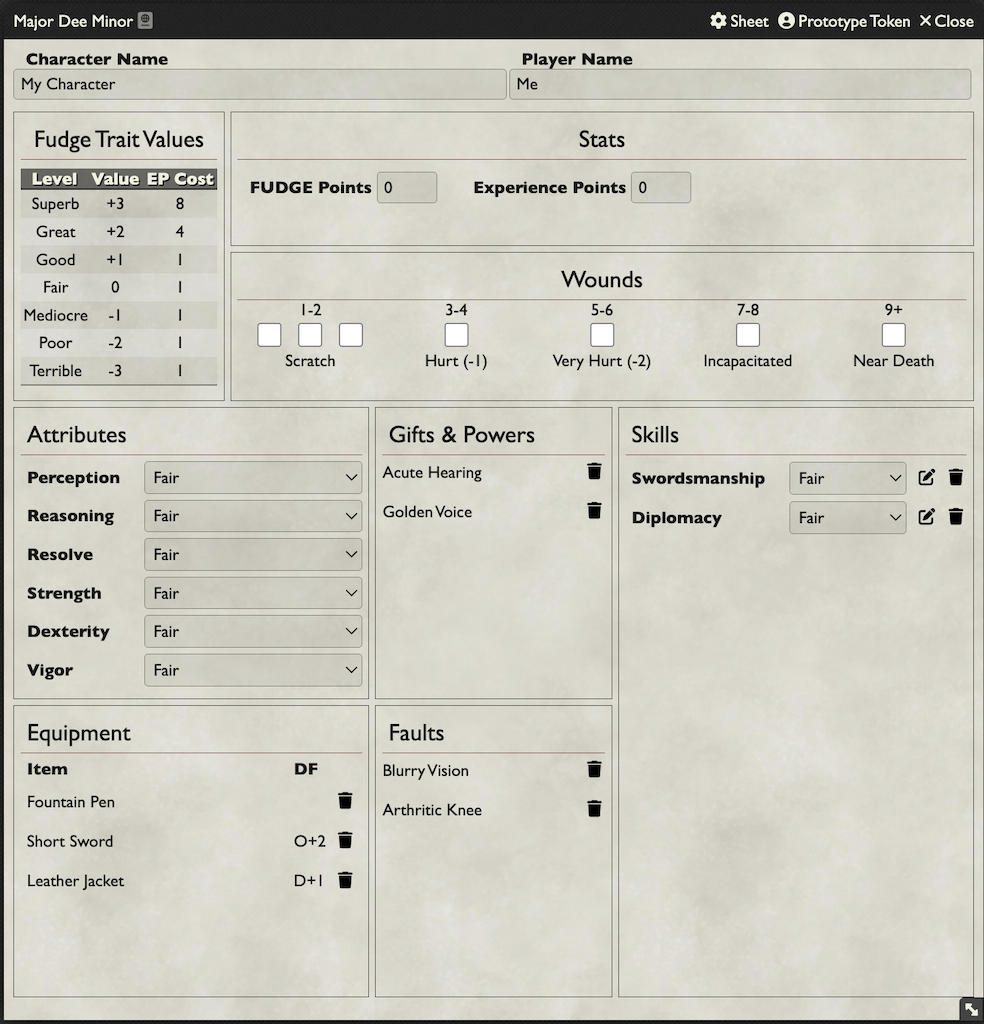 Major Dee Minor Sheet Prototype Token Close
Character Name Player Name
My Character Me
Fudge Trait Values
Level Value EP Cost
Superb +3 8
Great +2 4
Good +1 1
Fair 0 1
Mediocre -1 1
Poor -2 1
Terrible -3 1
Stats
FUDGE Points 0 Experience Points 0
Wounds
1-2 3-4 5-6 7-8 9+
Scratch Hurt (-1) Very Hurt (-2) Incapacitated Near Death
Attributes
Perception Fair
Reasoning Fair
Resolve Fair
Strength Fair
Dexterity Fair
Vigor Fair
Gifts & Powers
Acute Hearing
Golden Voice
Skills
Swordsmanship Fair
Diplomacy Fair
Equipment
Item DF
Fountain Pen
Short Sword O+2
Leather Jacket D+1
Faults
Blurry Vision
Arthritic Knee